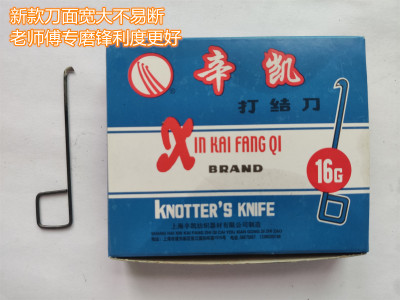 新款刀面宽大不易断
老师傅专磨锋利度更好
辛凯
打结刀
XIN KAI FANG QI
BRAND
16G
KNOTTER'S KNIFE